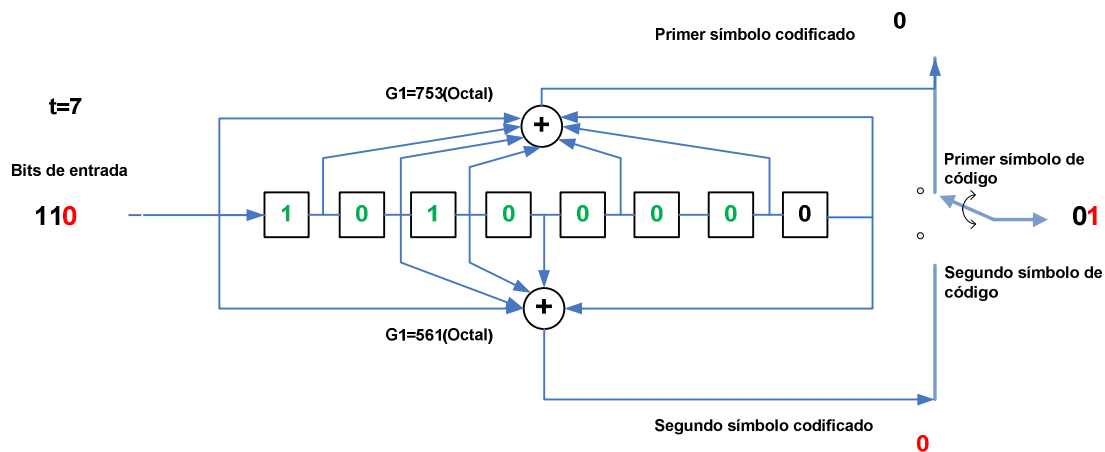 0
Primer símbolo codificado
G1=753(Octal)
t=7
+
Primer símbolo de
código
Bits de entrada
110
1 0 1 0 0 0 0 0
01
Segundo símbolo de
código
+
G1=561(Octal)
Segundo símbolo codificado
0